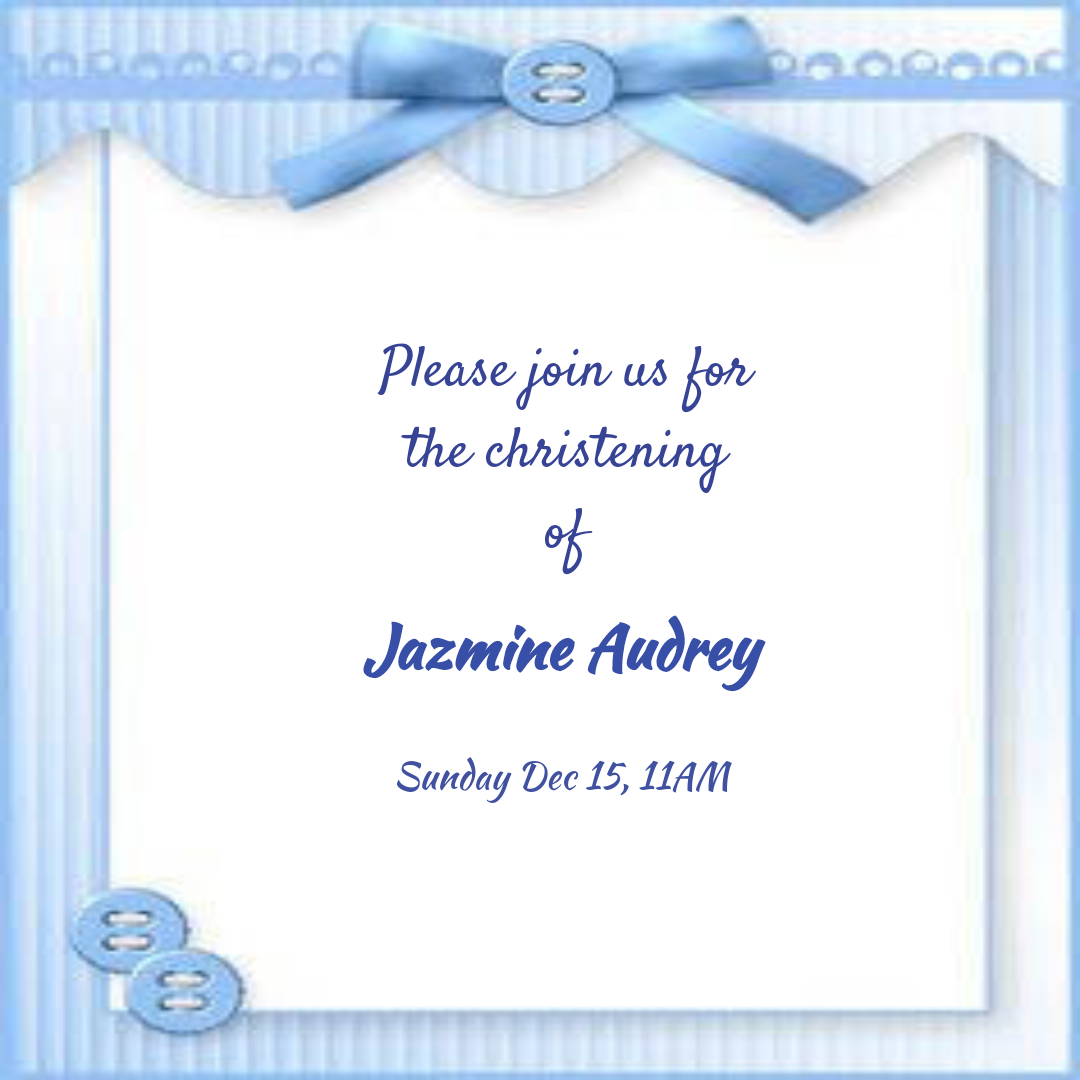 Please join us for
the christening
of
Jazmine Audrey
Sunday Dec 15, 11AM